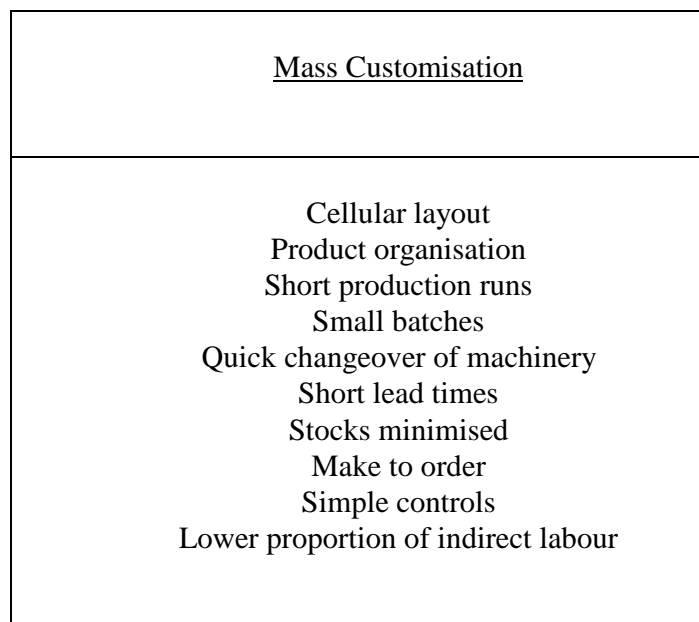 Mass Customisation
Cellular layout
Product organisation
Short production runs
Small batches
Quick changeover of machinery
Short lead times
Stocks minimised
Make to order
Simple controls
Lower proportion of indirect labour